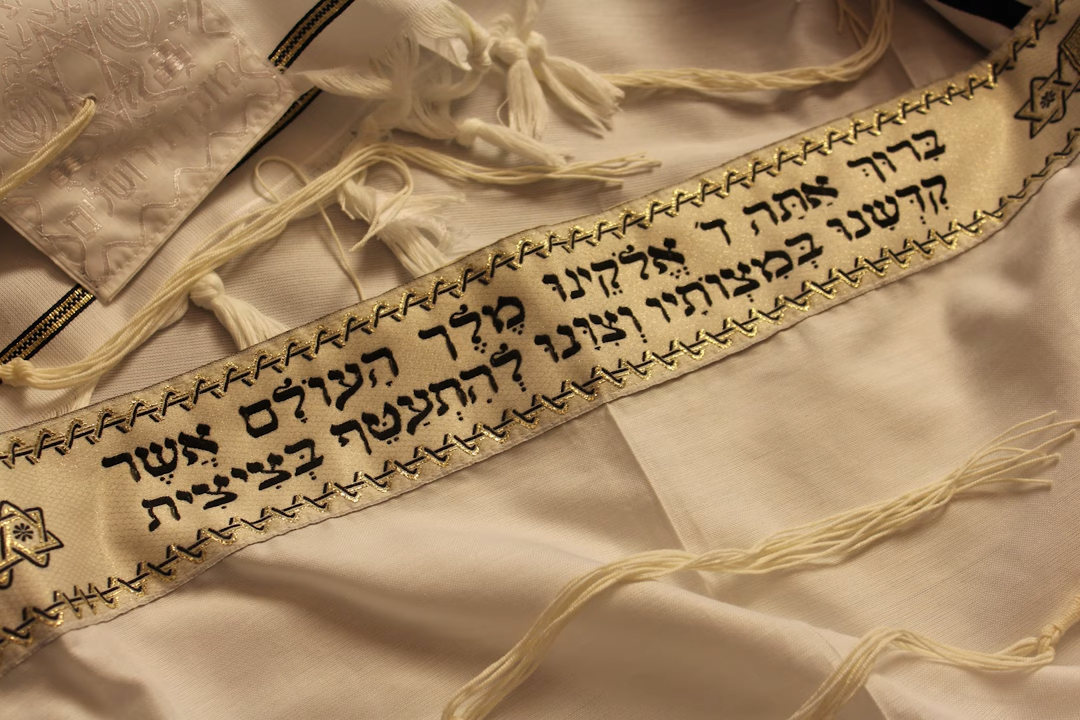 בָּרוּךְ אַתָּה ד' אֱלֹקֵינוּ מֶלֶךְ הָעוֹלָם אֲשֶׁר
קִדְּשָׁנוּ בְּמִצְוֹתָיו וְצִוָּנוּ לְהִתְעַטֵּף בְּצִיצִית